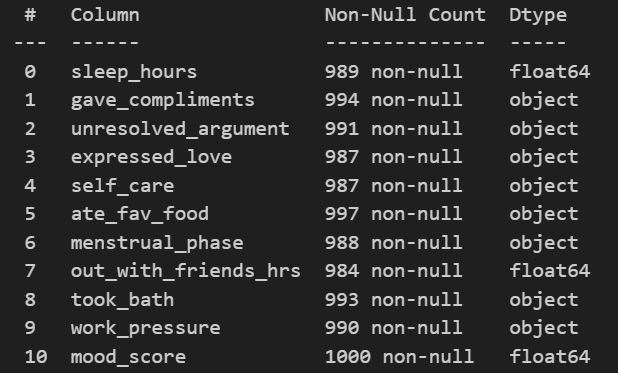 #   Column                Non-Null Count  Dtype
---  ------                --------------  -----
0   sleep_hours           989 non-null    float64
1   gave_compliments      994 non-null    object
2   unresolved_argument   991 non-null    object
3   expressed_love        987 non-null    object
4   self_care             987 non-null    object
5   ate_fav_food          997 non-null    object
6   menstrual_phase       988 non-null    object
7   out_with_friends_hrs  984 non-null    float64
8   took_bath             993 non-null    object
9   work_pressure         990 non-null    object
10  mood_score            1000 non-null   float64